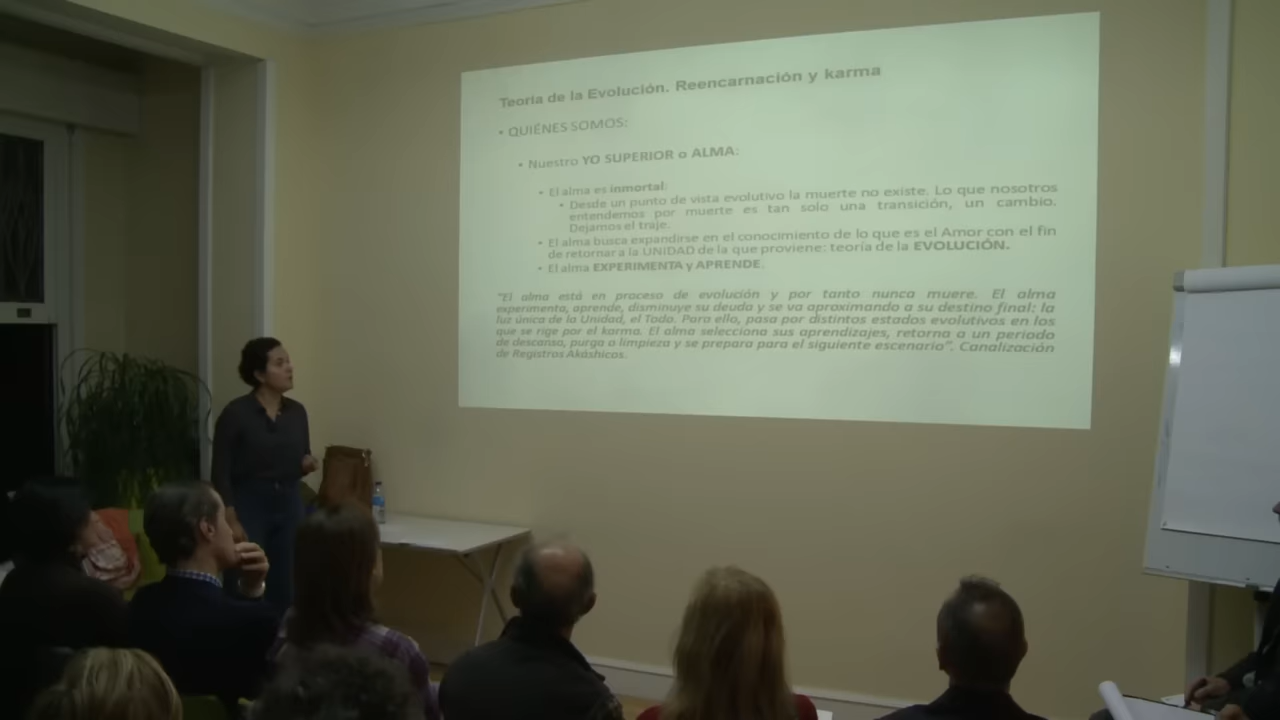 Teoría de la Evolución. Reencarnación y karma
• QUIÉNES SOMOS:
• Nuestro YO SUPERIOR o ALMA:
• El alma es inmortal:
• Desde un punto de vista evolutivo la muerte no existe. Lo que nosotros
entendemos por muerte es tan solo una transición, un cambio.
Dejamos el traje.
• El alma busca expandirse en el conocimiento de lo que es el Amor con el fin
de retornar a la UNIDAD de la que proviene: teoría de la EVOLUCIÓN.
• El alma EXPERIMENTA y APRENDE.
"El alma está en proceso de evolución y por tanto nunca muere. El alma
experimenta, aprende, disminuye su deuda y se va aproximando a su destino final: la
luz única de la Unidad, el Todo. Para ello, pasa por distintos estados evolutivos en los
que se rige por el karma. El alma selecciona sus aprendizajes, retorna a un periodo
de descanso, purga o limpieza y se prepara para el siguiente escenario". Canalización
de Registros Akáshicos.